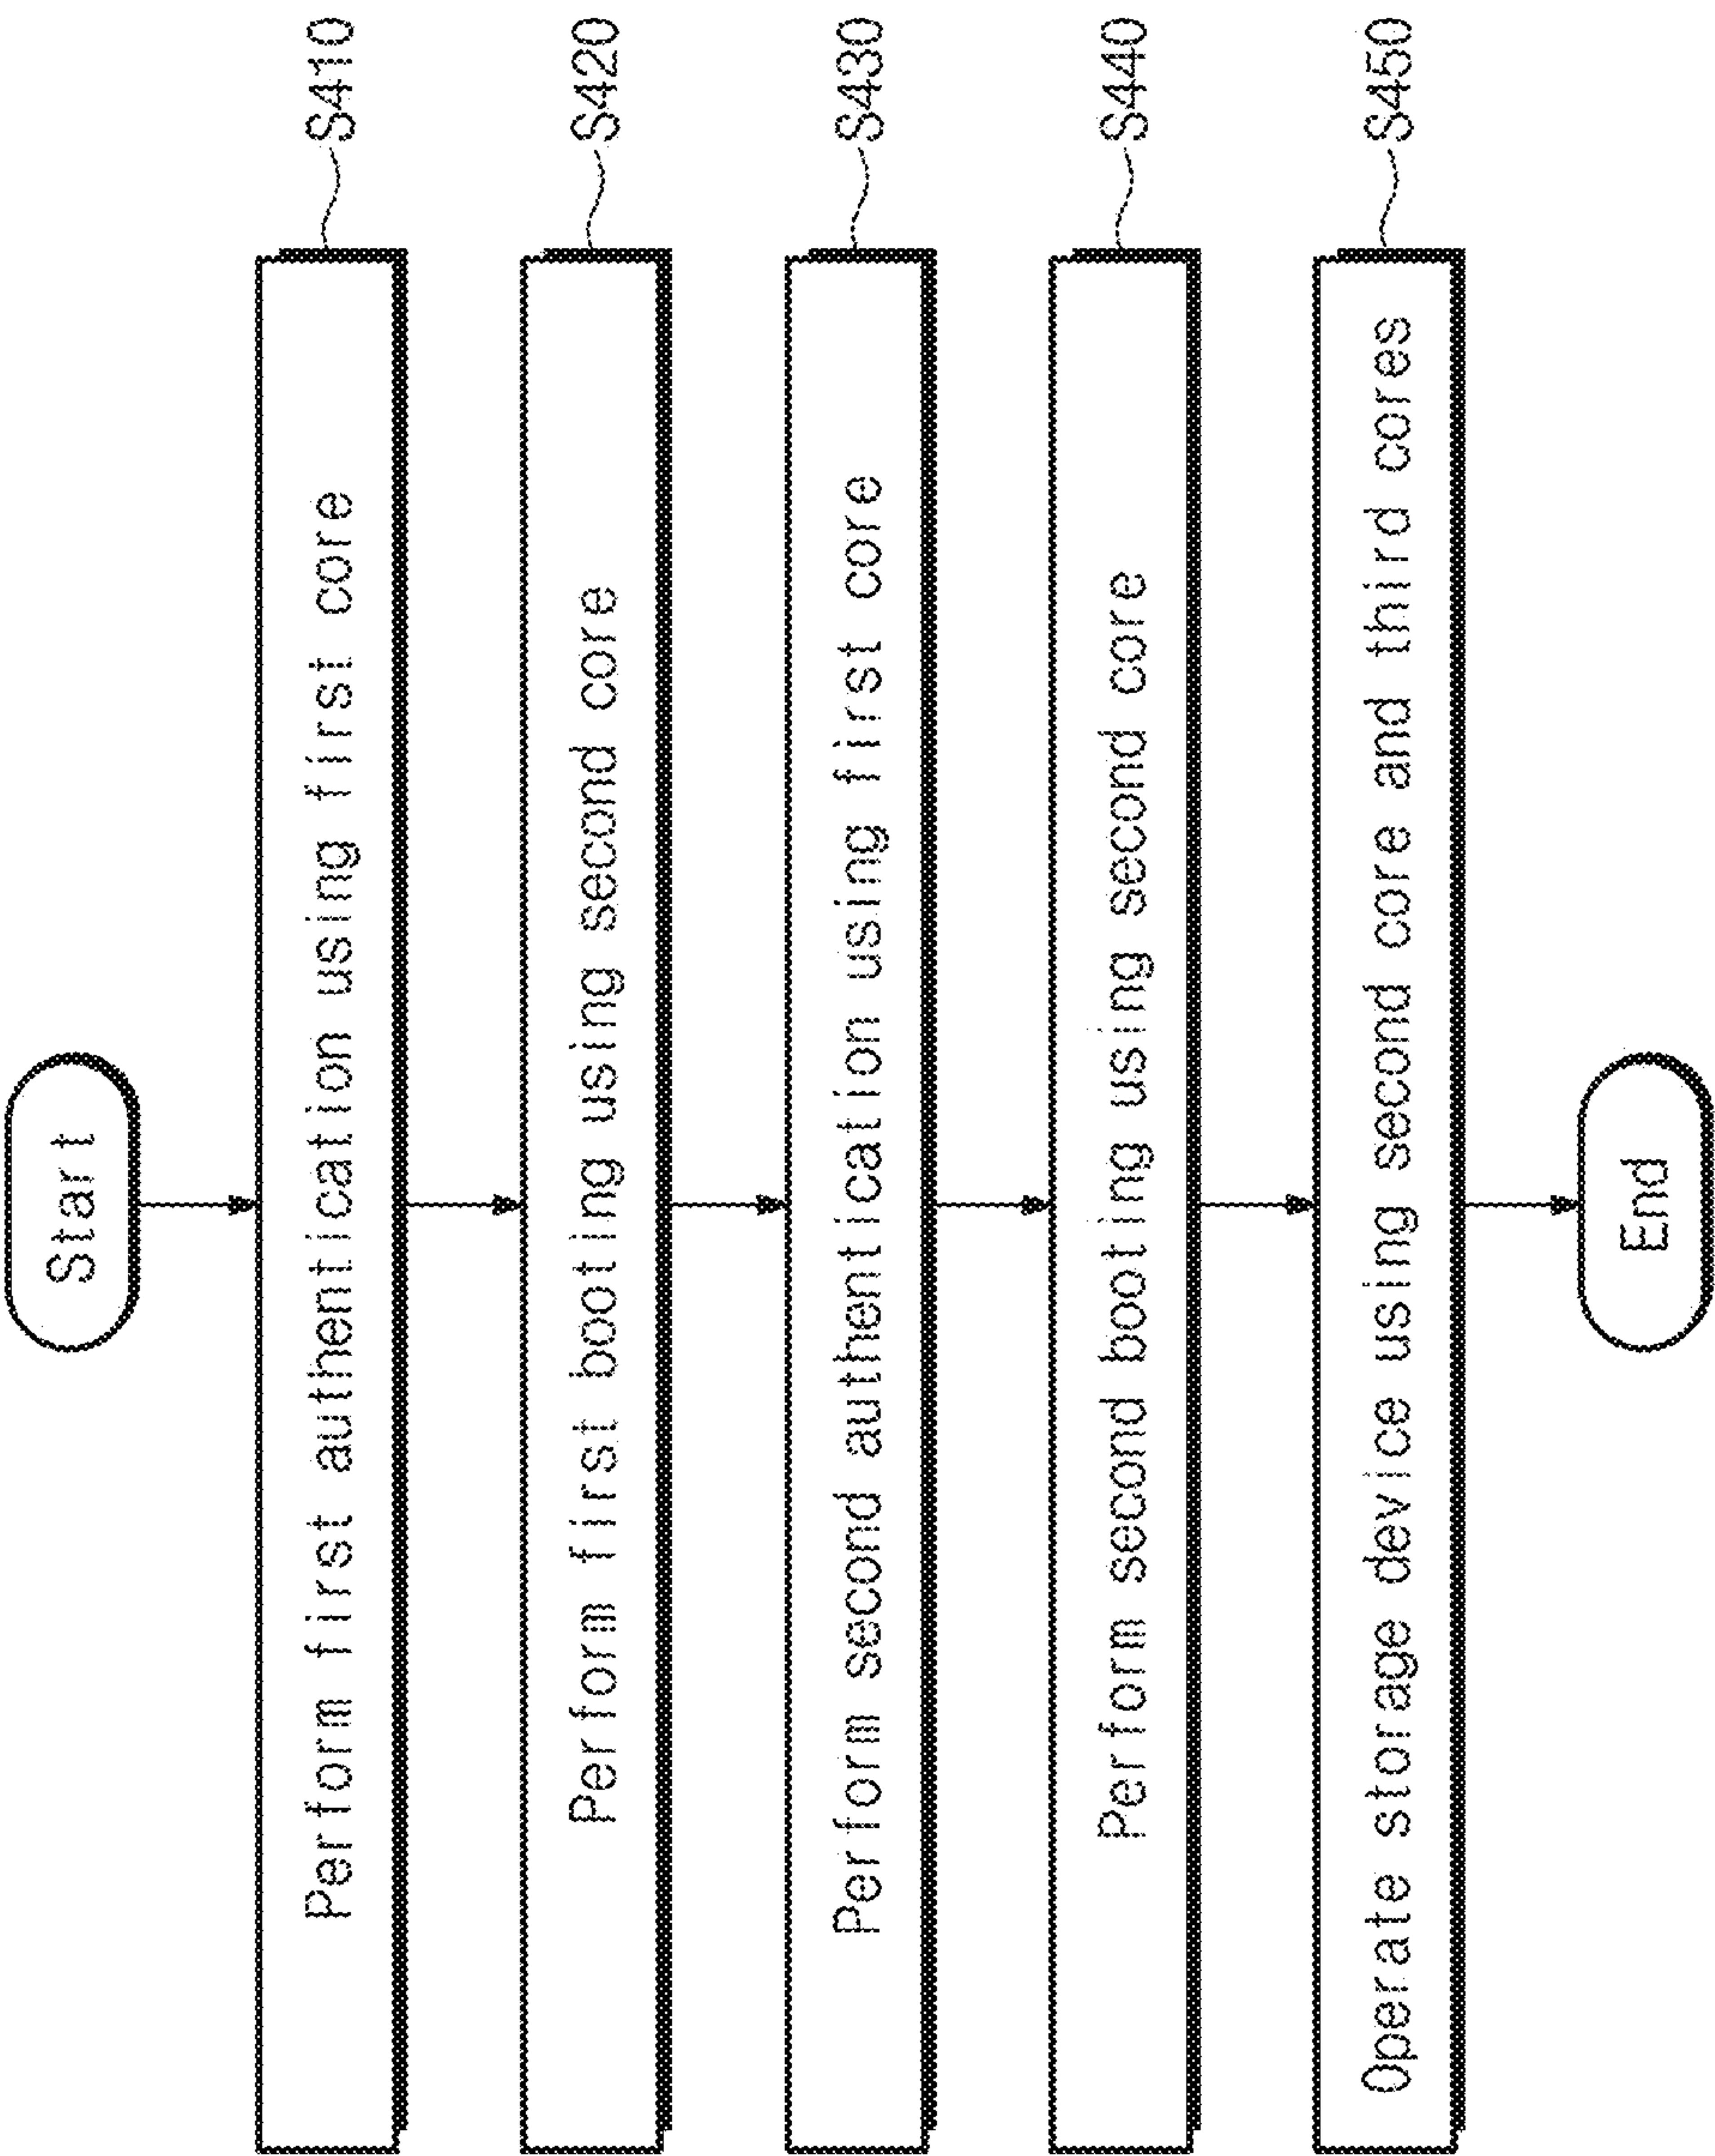 Start
Perform first authentication using first core
S410
Perform first booting using second core
S420
Perform second authentication using first core
S430
Perform second booting using second core
S440
Operate storage device using second core and third cores
S450
End